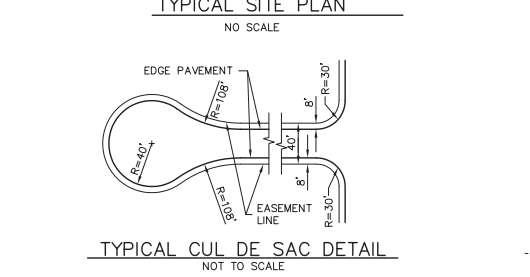 TYPICAL SITE PLAN
NO SCALE
EDGE PAVEMENT
R=108'
8'
R=30'
R=40'
40'
8'
R=108'
EASEMENT
LINE
R=30'
TYPICAL CUL DE SAC DETAIL
NOT TO SCALE